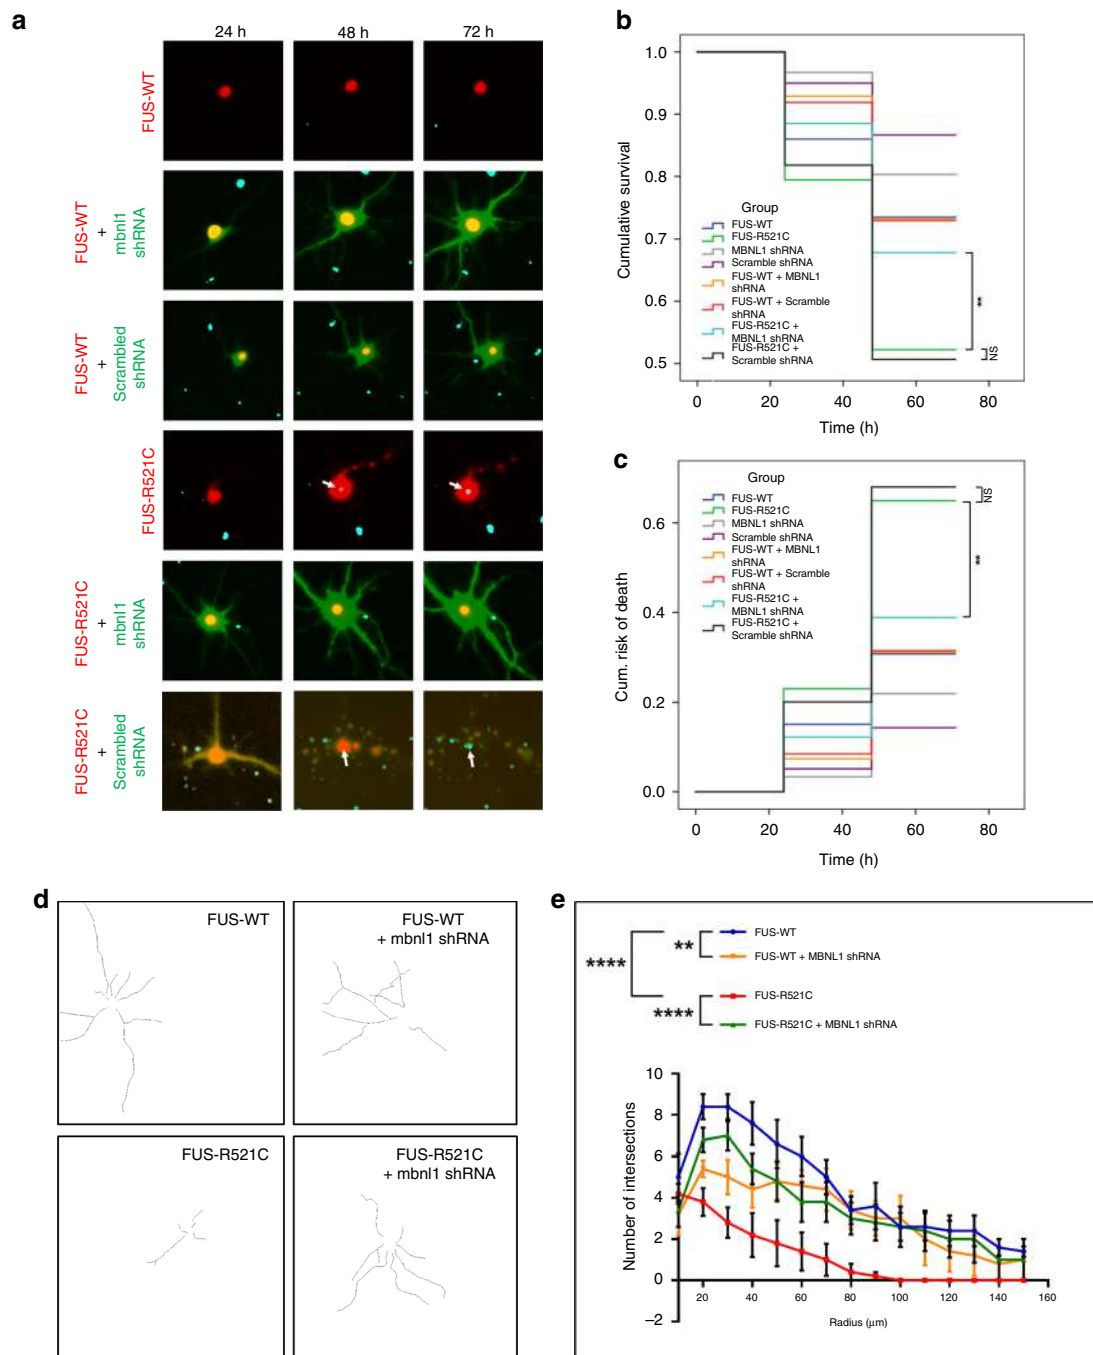 a
24 h
48 h
72 h
FUS-WT
FUS-WT
+
mbnl1
shRNA
FUS-WT
+
Scrambled
shRNA
FUS-R521C
FUS-R521C
+
mbnl1
shRNA
FUS-R521C
+
Scrambled
shRNA
b
Cumulative survival
1.0
0.9
0.8
0.7
0.6
0.5
Group
FUS-WT
FUS-R521C
MBNL1 shRNA
Scramble shRNA
FUS-WT + MBNL1
shRNA
FUS-WT + Scramble
shRNA
FUS-R521C +
MBNL1 shRNA
FUS-R521C +
Scramble shRNA
**
NS
0
20
40
60
80
Time (h)
c
Cum. risk of death
0.6
0.4
0.2
0.0
Group
FUS-WT
FUS-R521C
MBNL1 shRNA
Scramble shRNA
FUS-WT + MBNL1
shRNA
FUS-WT + Scramble
shRNA
FUS-R521C +
MBNL1 shRNA
FUS-R521C +
Scramble shRNA
NS
**
0
20
40
60
80
Time (h)
d
FUS-WT
FUS-WT
+ mbnl1 shRNA
FUS-R521C
FUS-R521C
+ mbnl1 shRNA
e
****
**
FUS-WT
FUS-WT + MBNL1 shRNA
****
FUS-R521C
FUS-R521C + MBNL1 shRNA
Number of intersections
10
8
6
4
2
0
−2
20
40
60
80
100
120
140
160
Radius (μm)